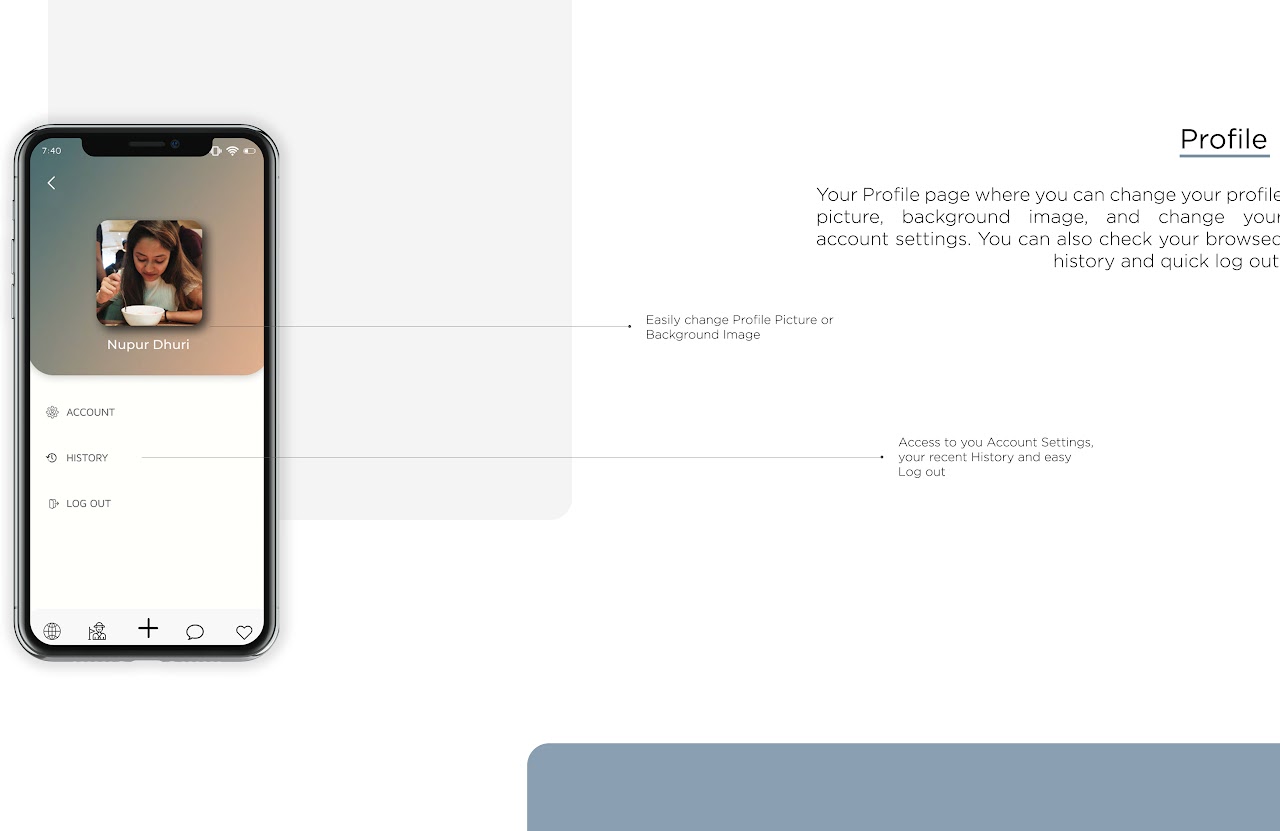 7:40
Nupur Dhuri
ACCOUNT
HISTORY
LOG OUT
Profile
Your Profile page where you can change your profile
picture, background image, and change your
account settings. You can also check your browsed
history and quick log out
Easily change Profile Picture or
Background Image
Access to you Account Settings,
your recent History and easy
Log out